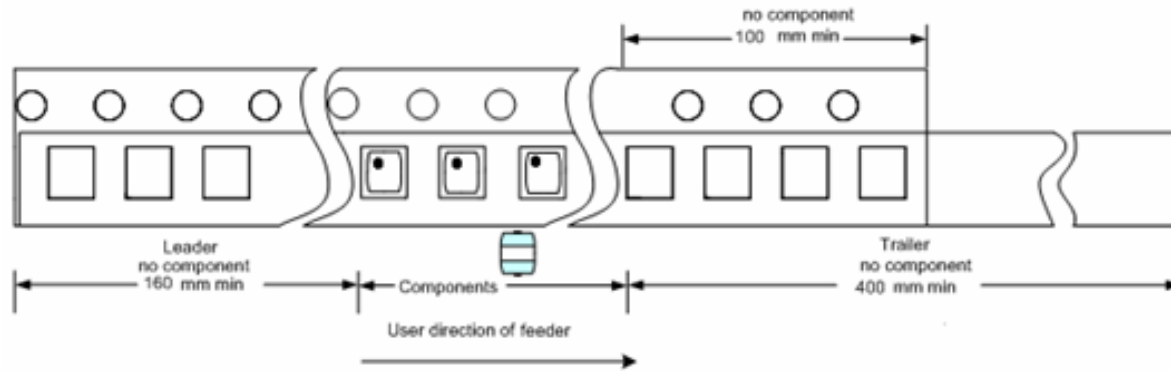 no component
100 mm min
Leader
no component
160 mm min
Components
Trailer
no component
400 mm min
User direction of feeder